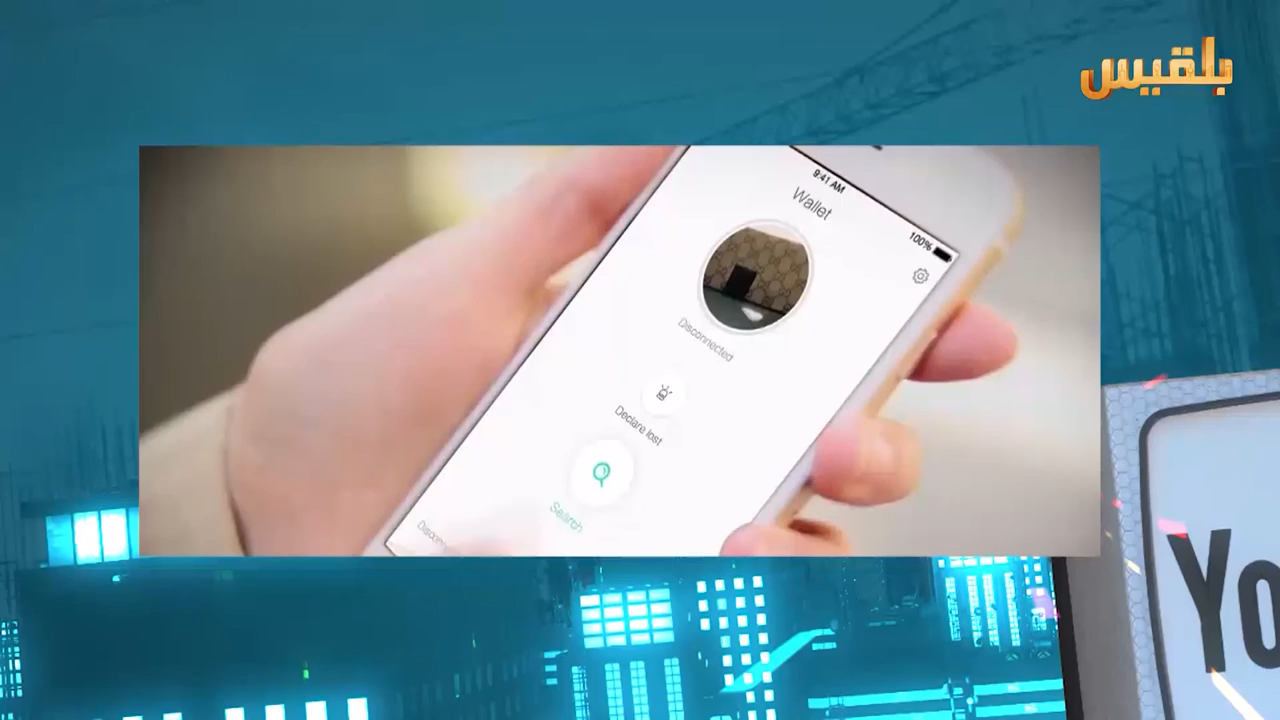 بلقيس
9:41 AM
100%
Wallet
Disconnected
Declare lost
Search
Yo